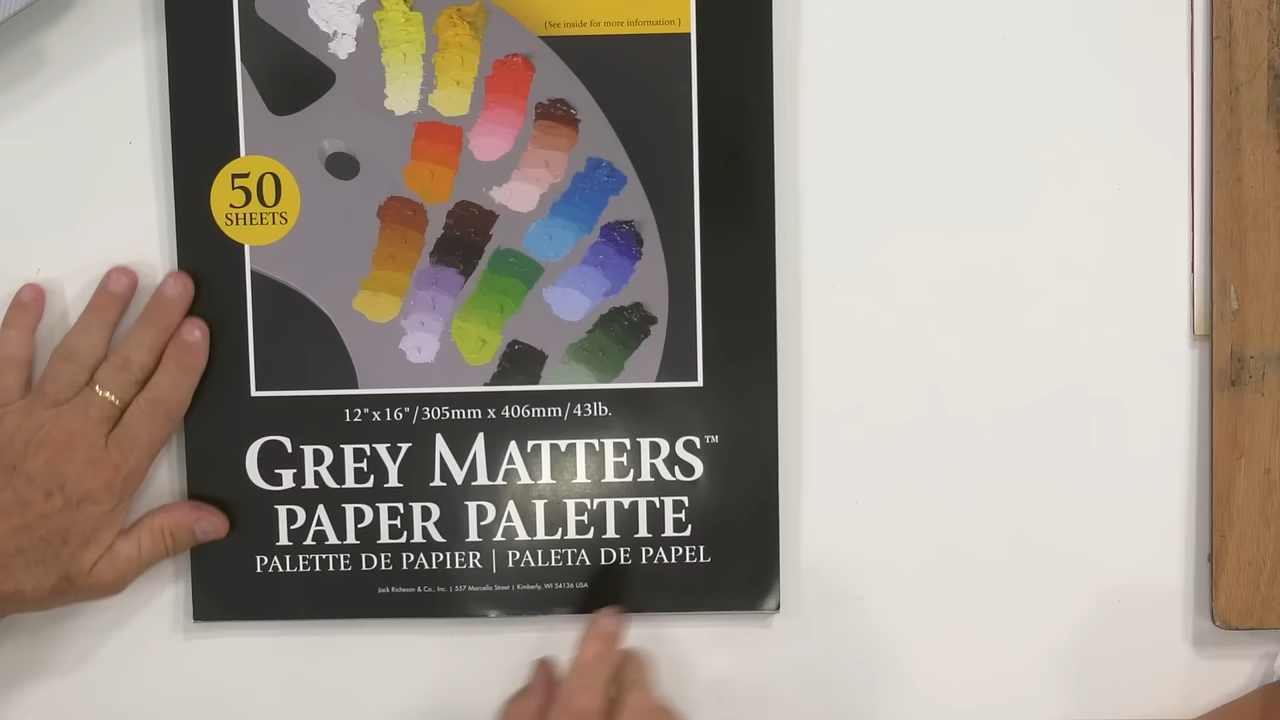 (See inside for more information.)
50
SHEETS
12"x16"/305mm x 406mm/43lb.
GREY MATTERS™
PAPER PALETTE
PALETTE DE PAPIER | PALETA DE PAPEL
Jack Richeson & Co., Inc. | 557 Marcella Street | Kimberly, WI 54136 USA